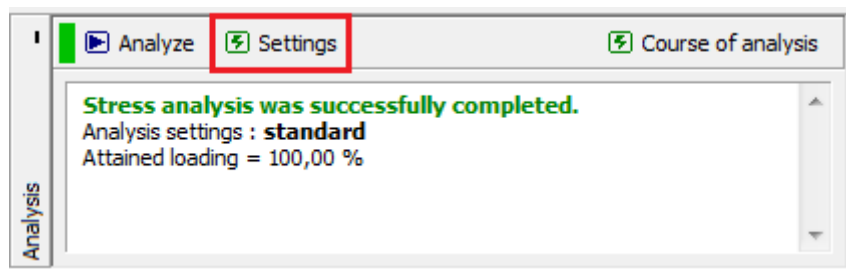 Analyze Settings Course of analysis
Stress analysis was successfully completed.
Analysis settings : standard
Attained loading = 100,00 %
Analysis